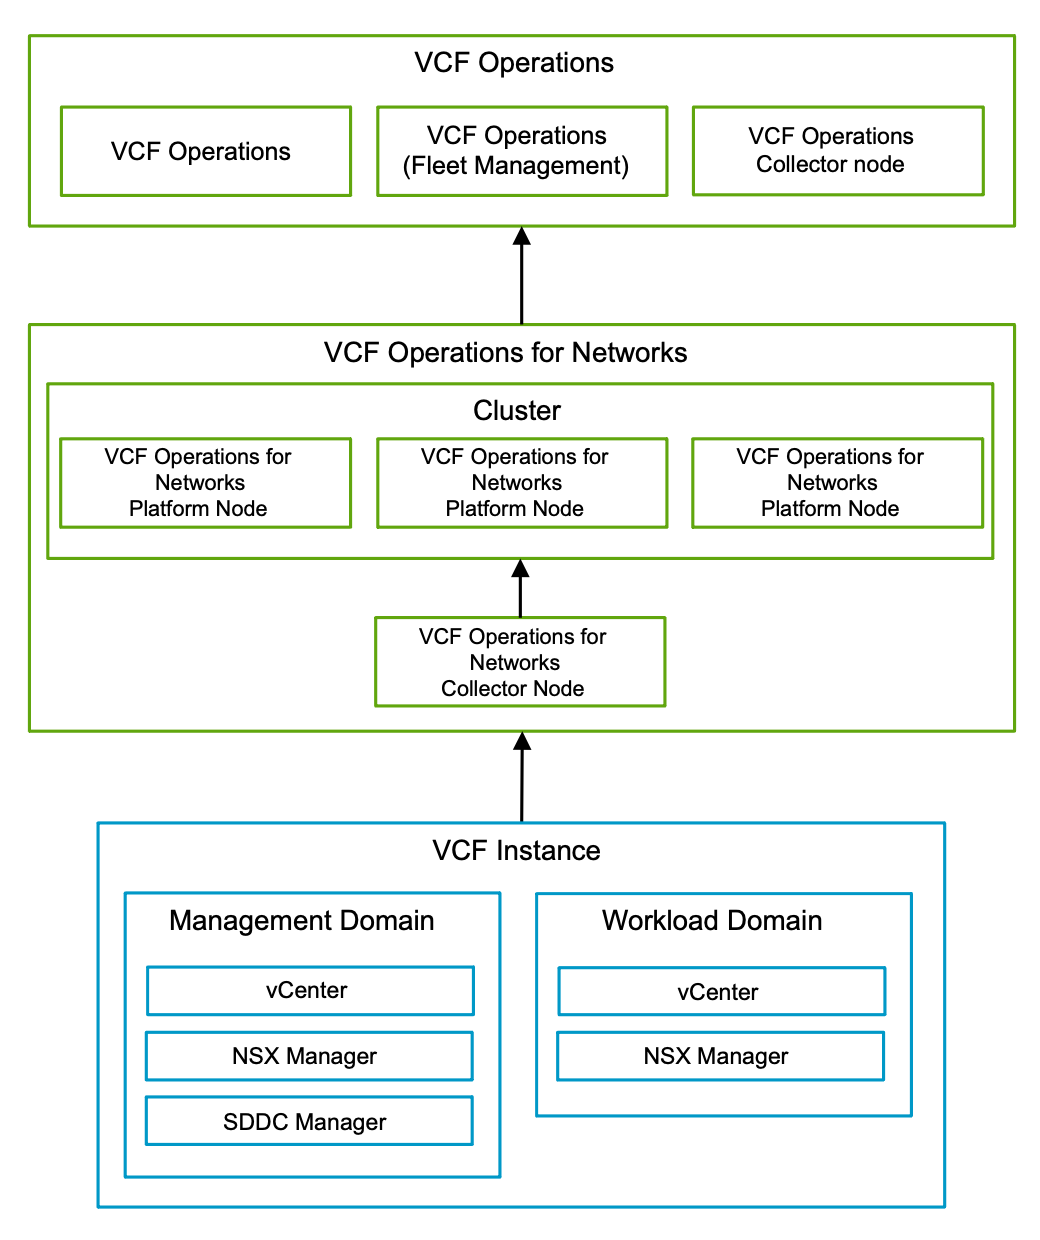 VCF Operations
VCF Operations
VCF Operations
(Fleet Management)
VCF Operations
Collector node
VCF Operations for Networks
Cluster
VCF Operations for
Networks
Platform Node
VCF Operations for
Networks
Platform Node
VCF Operations for
Networks
Platform Node
VCF Operations for
Networks
Collector Node
VCF Instance
Management Domain
vCenter
NSX Manager
SDDC Manager
Workload Domain
vCenter
NSX Manager